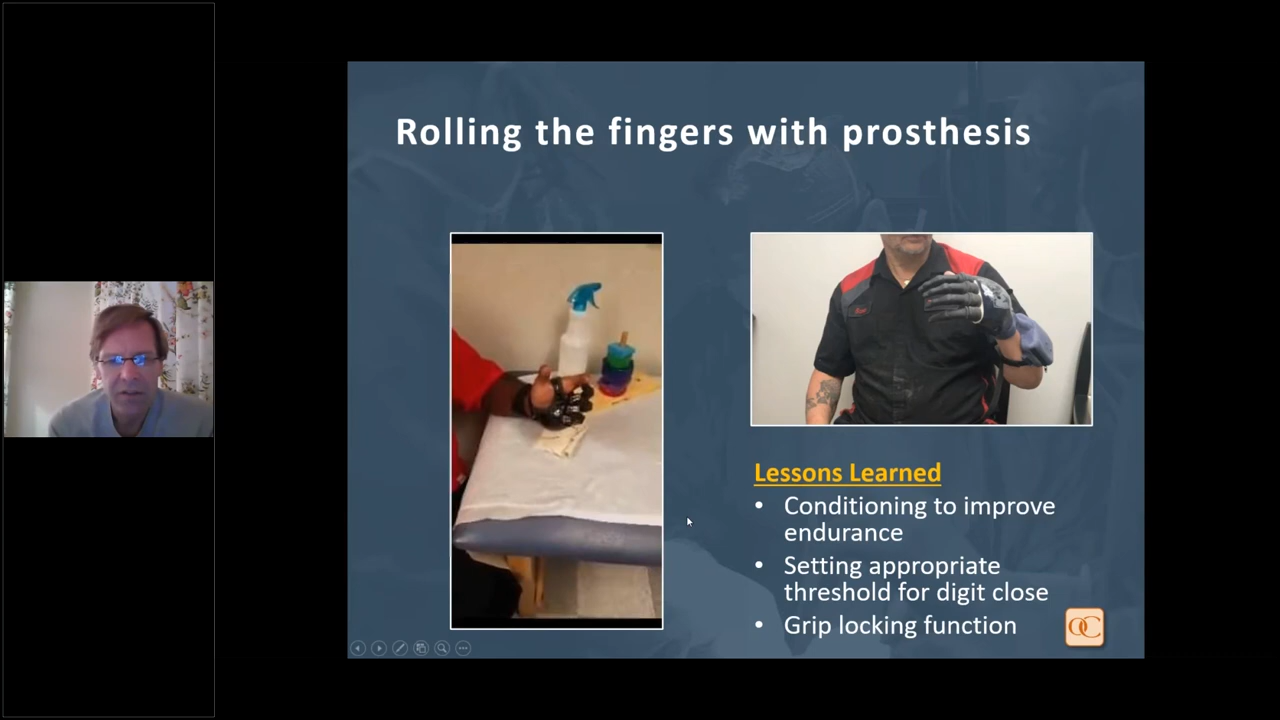 Rolling the fingers with prosthesis
Lessons Learned
• Conditioning to improve
endurance
• Setting appropriate
threshold for digit close
• Grip locking function
OC